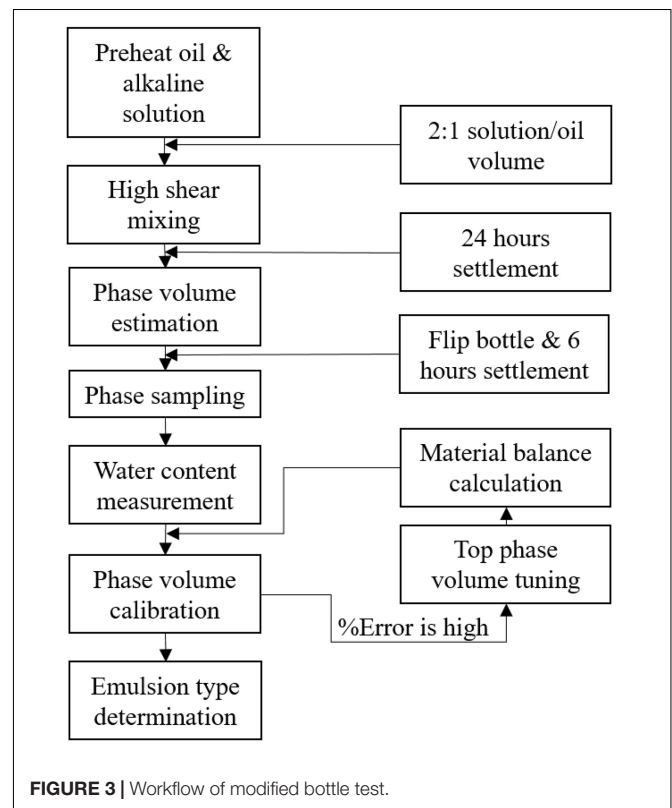 Preheat oil &
alkaline
solution
2:1 solution/oil
volume
High shear
mixing
24 hours
settlement
Phase volume
estimation
Flip bottle & 6
hours settlement
Phase sampling
Water content
measurement
Material balance
calculation
Phase volume
calibration
Top phase
volume tuning
%Error is high
Emulsion type
determination
FIGURE 3 | Workflow of modified bottle test.